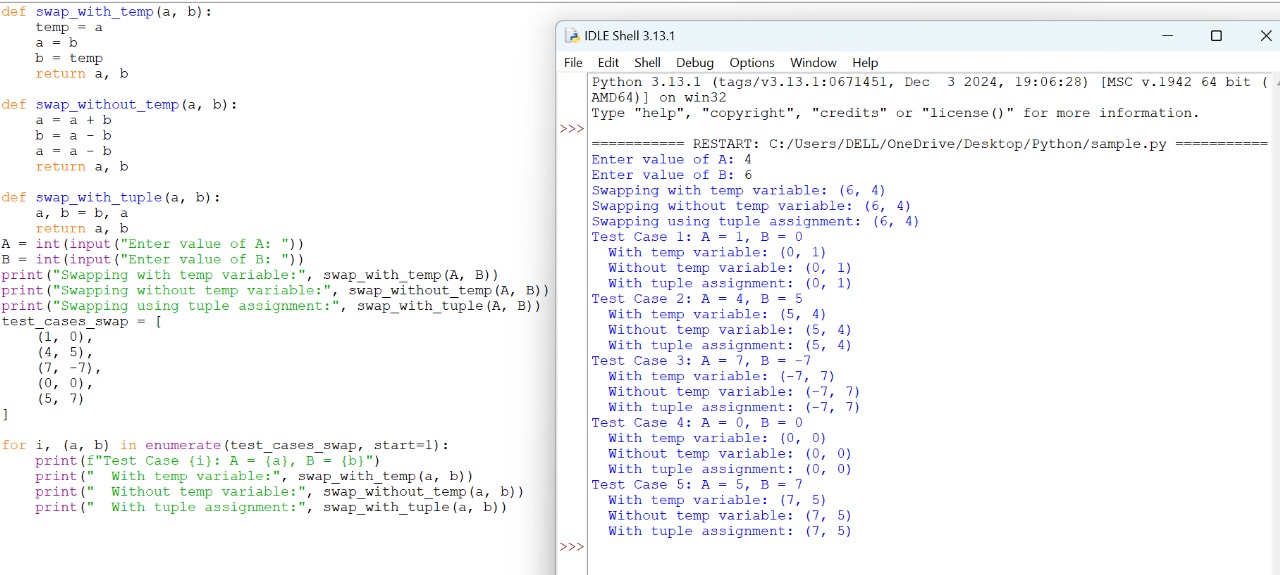 def swap_with_temp(a, b):
    temp = a
    a = b
    b = temp
    return a, b

def swap_without_temp(a, b):
    a = a + b
    b = a - b
    a = a - b
    return a, b

def swap_with_tuple(a, b):
    a, b = b, a
    return a, b
A = int(input("Enter value of A: "))
B = int(input("Enter value of B: "))
print("Swapping with temp variable:", swap_with_temp(A, B))
print("Swapping without temp variable:", swap_without_temp(A, B))
print("Swapping using tuple assignment:", swap_with_tuple(A, B))
test_cases_swap = [
    (1, 0),
    (4, 5),
    (7, -7),
    (0, 0),
    (5, 7)
]

for i, (a, b) in enumerate(test_cases_swap, start=1):
    print(f"Test Case {i}: A = {a}, B = {b}")
    print("  With temp variable:", swap_with_temp(a, b))
    print("  Without temp variable:", swap_without_temp(a, b))
    print("  With tuple assignment:", swap_with_tuple(a, b))
IDLE Shell 3.13.1
File Edit Shell Debug Options Window Help
Python 3.13.1 (tags/v3.13.1:0671451, Dec  3 2024, 19:06:28) [MSC v.1942 64 bit (
AMD64)] on win32
Type "help", "copyright", "credits" or "license()" for more information.
>>>
=========== RESTART: C:/Users/DELL/OneDrive/Desktop/Python/sample.py ===========
Enter value of A: 4
Enter value of B: 6
Swapping with temp variable: (6, 4)
Swapping without temp variable: (6, 4)
Swapping using tuple assignment: (6, 4)
Test Case 1: A = 1, B = 0
  With temp variable: (0, 1)
  Without temp variable: (0, 1)
  With tuple assignment: (0, 1)
Test Case 2: A = 4, B = 5
  With temp variable: (5, 4)
  Without temp variable: (5, 4)
  With tuple assignment: (5, 4)
Test Case 3: A = 7, B = -7
  With temp variable: (-7, 7)
  Without temp variable: (-7, 7)
  With tuple assignment: (-7, 7)
Test Case 4: A = 0, B = 0
  With temp variable: (0, 0)
  Without temp variable: (0, 0)
  With tuple assignment: (0, 0)
Test Case 5: A = 5, B = 7
  With temp variable: (7, 5)
  Without temp variable: (7, 5)
  With tuple assignment: (7, 5)
>>>